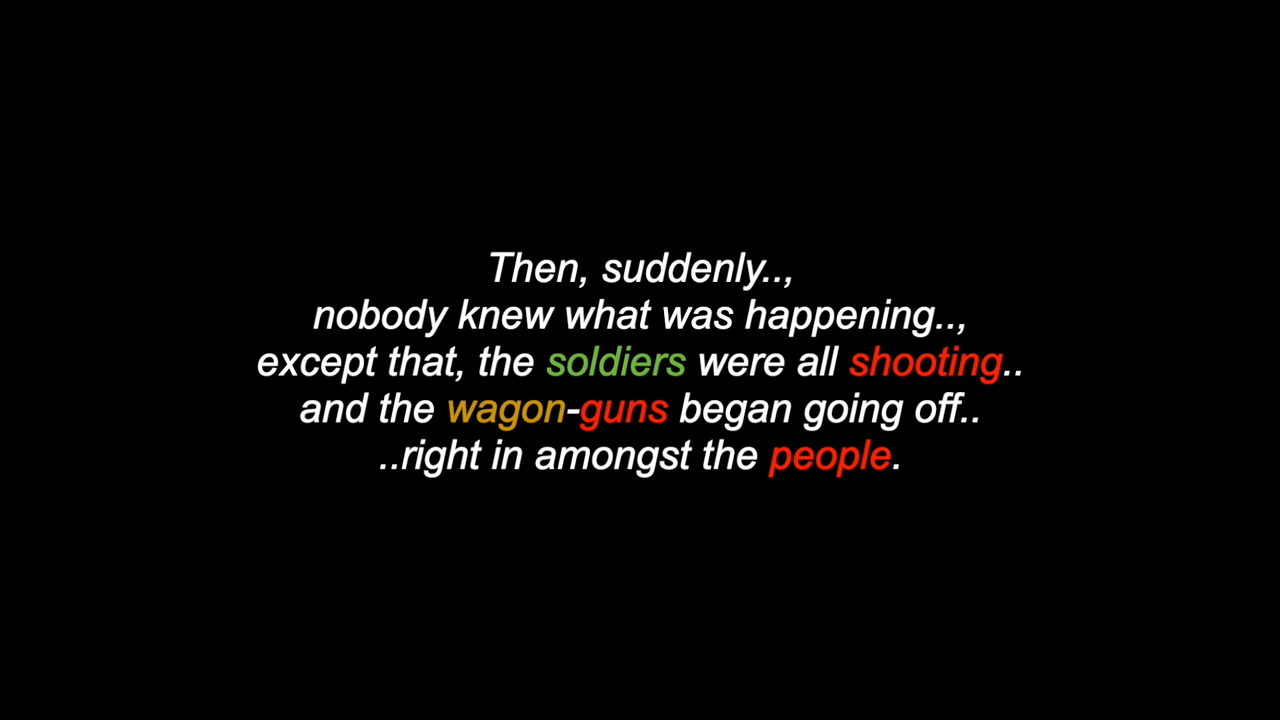 Then, suddenly..,
nobody knew what was happening..,
except that, the soldiers were all shooting..
and the wagon-guns began going off..
..right in amongst the people.